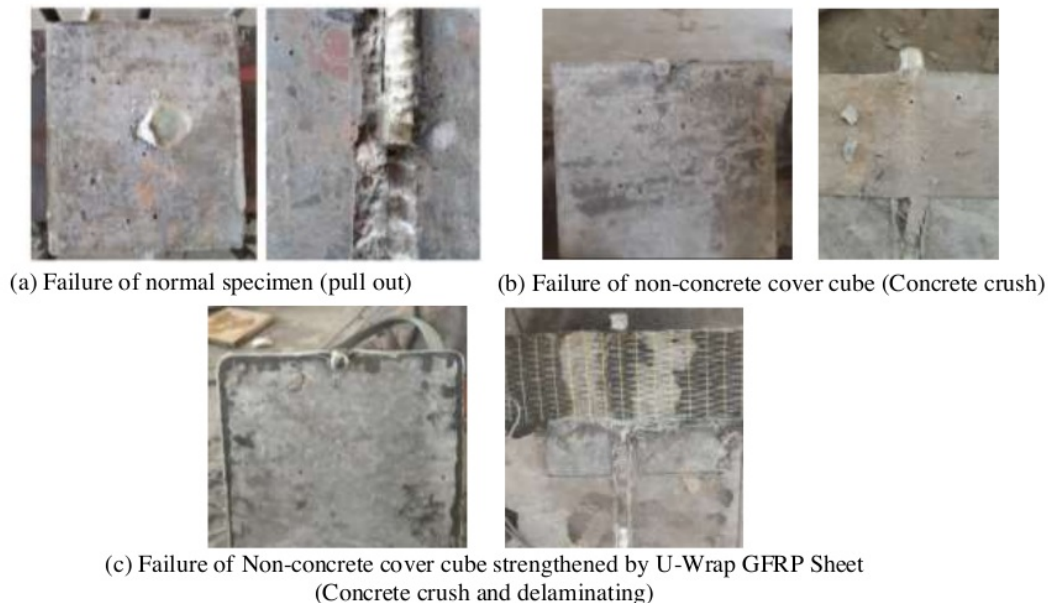 (a) Failure of normal specimen (pull out)
(b) Failure of non-concrete cover cube (Concrete crush)
(c) Failure of Non-concrete cover cube strengthened by U-Wrap GFRP Sheet
(Concrete crush and delaminating)